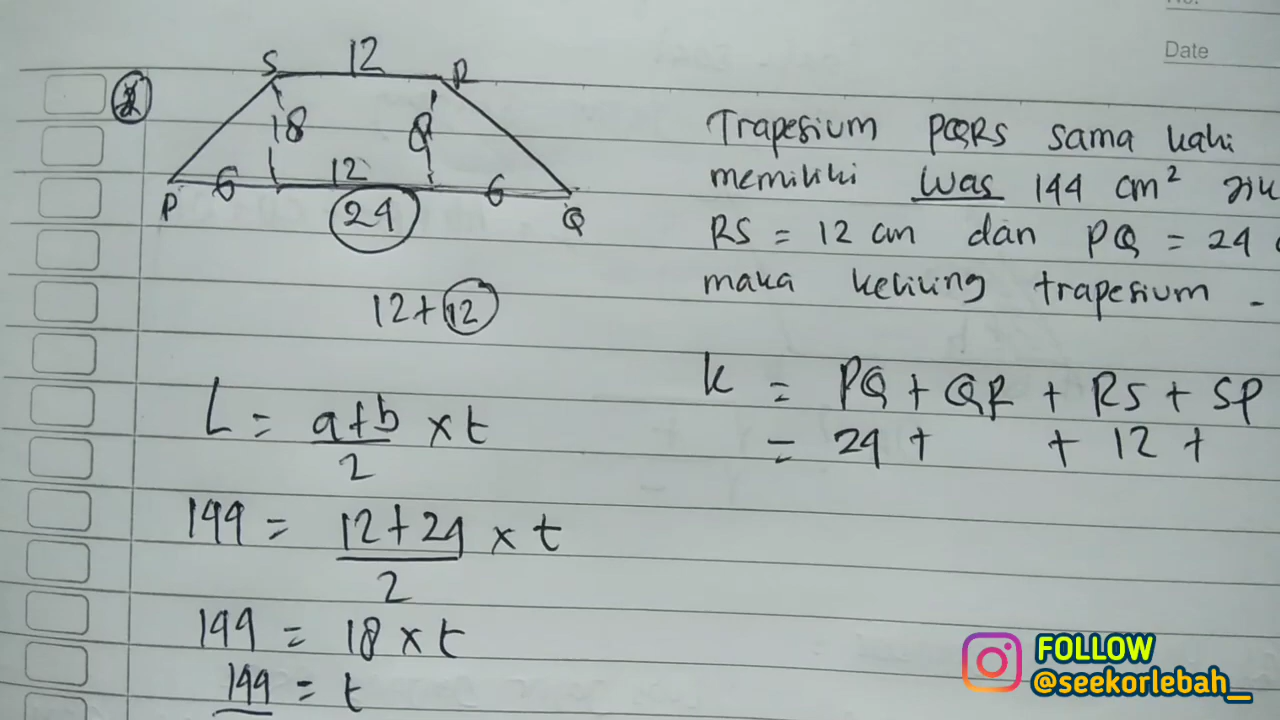 No.
Date
S 12 R
18 8
6 12 6
P 24 Q
12 + 12
L = a+b/2 x t
144 = 12+24/2 x t
144 = 18 x t
144 = t
Trapesium PQRS sama kaki
memiliki luas 144 cm²
RS = 12 cm dan PQ = 24
maka keliling trapesium -
K = PQ + QR + RS + SP
= 24 + + 12 +
FOLLOW
@seekorlebah_